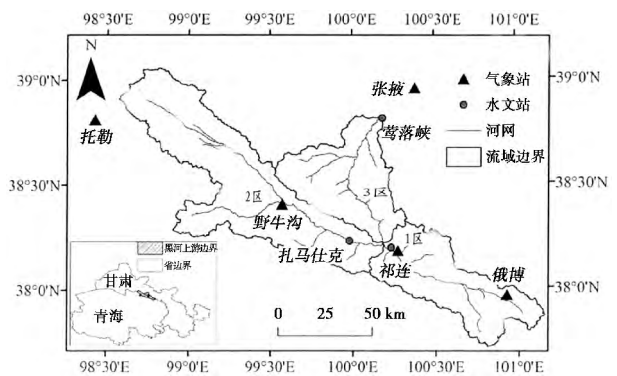 98°30'E 99°0'E 99°30'E 100°0'E 100°30'E 101°0'E
N
39°0'N
39°0'N
张掖
气象站
托勒
莺落峡
水文站
河网
流域边界
38°30'N
38°30'N
2区
3区
野牛沟
1区
扎马仕克
祁连
俄博
黑河上游边界
省边界
甘肃
青海
38°0'N
38°0'N
0 25 50 km
98°30'E 99°0'E 99°30'E 100°0'E 100°30'E 101°0'E